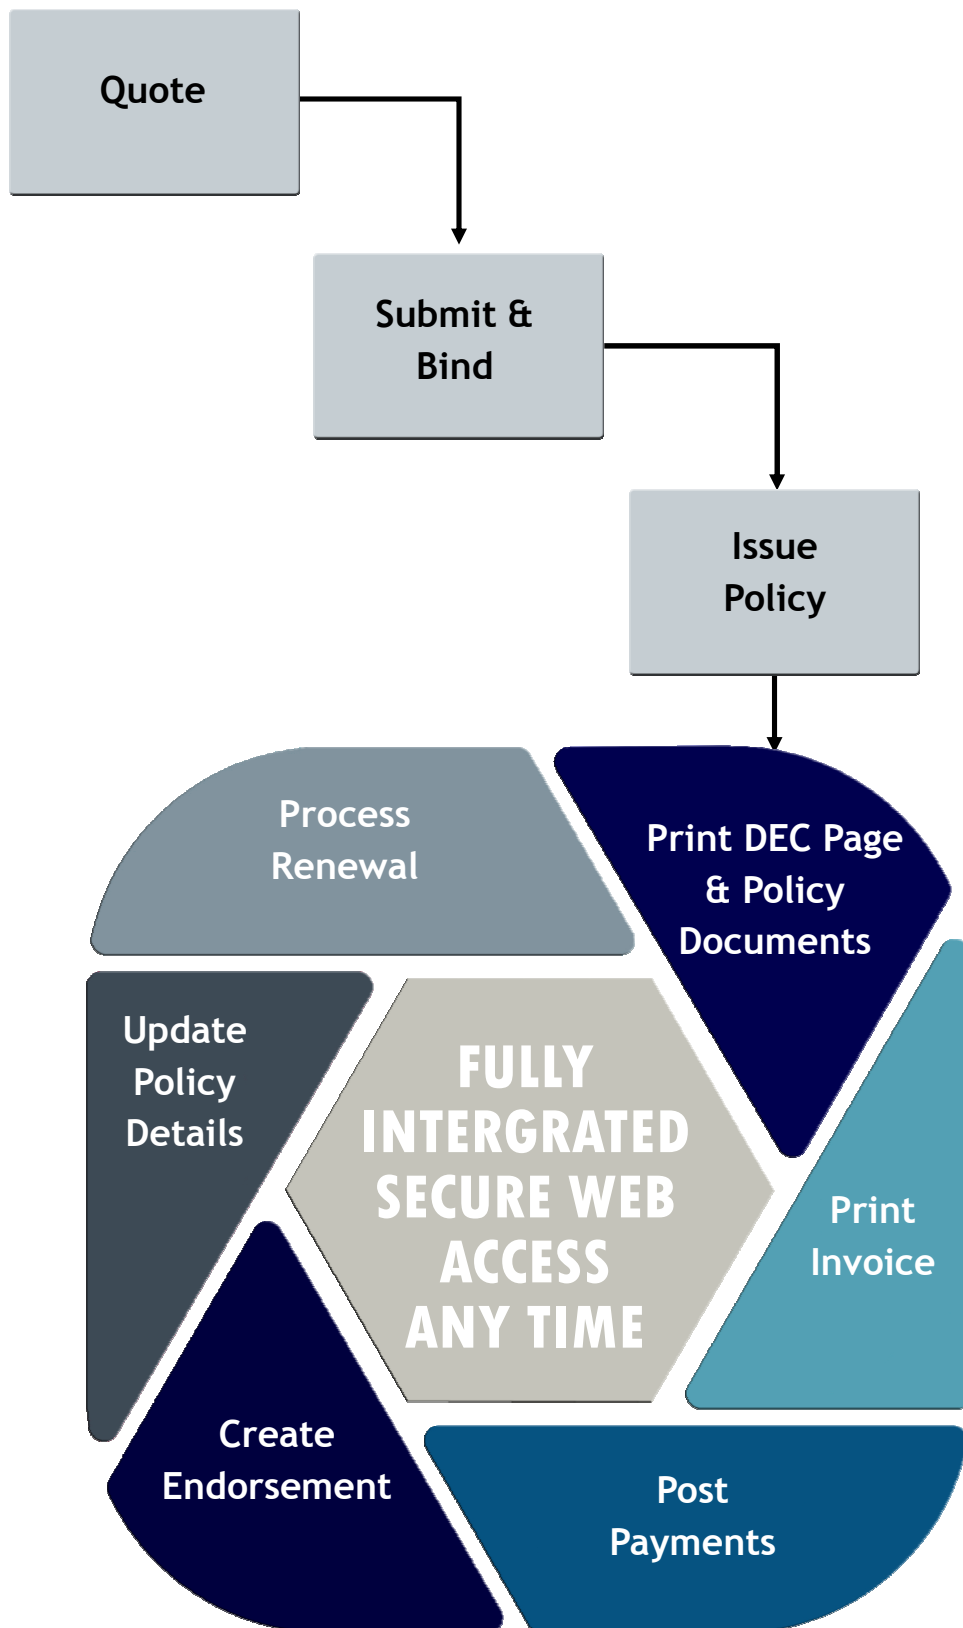 Quote
Submit &
Bind
Issue
Policy
Process
Renewal
Print DEC Page
& Policy
Documents
Update
Policy
Details
FULLY
INTERGRATED
SECURE WEB
ACCESS
ANY TIME
Print
Invoice
Create
Endorsement
Post
Payments